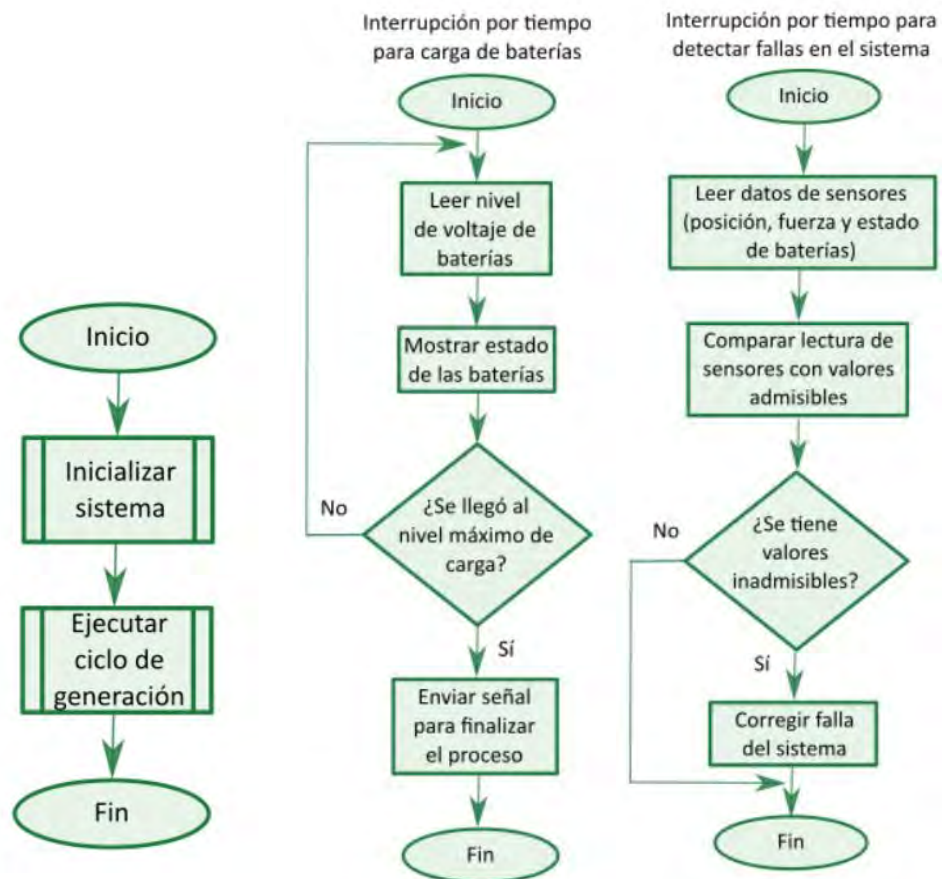 Inicio
Inicializar
sistema
Ejecutar
ciclo de
generación
Fin
Interrupción por tiempo
para carga de baterías
Inicio
Leer nivel
de voltaje de
baterías
Mostrar estado
de las baterías
¿Se llegó al
nivel máximo de
carga?
No
Sí
Enviar señal
para finalizar
el proceso
Fin
Interrupción por tiempo para
detectar fallas en el sistema
Inicio
Leer datos de sensores
(posición, fuerza y estado
de baterías)
Comparar lectura de
sensores con valores
admisibles
¿Se tiene
valores
inadmisibles?
No
Sí
Corregir falla
del sistema
Fin